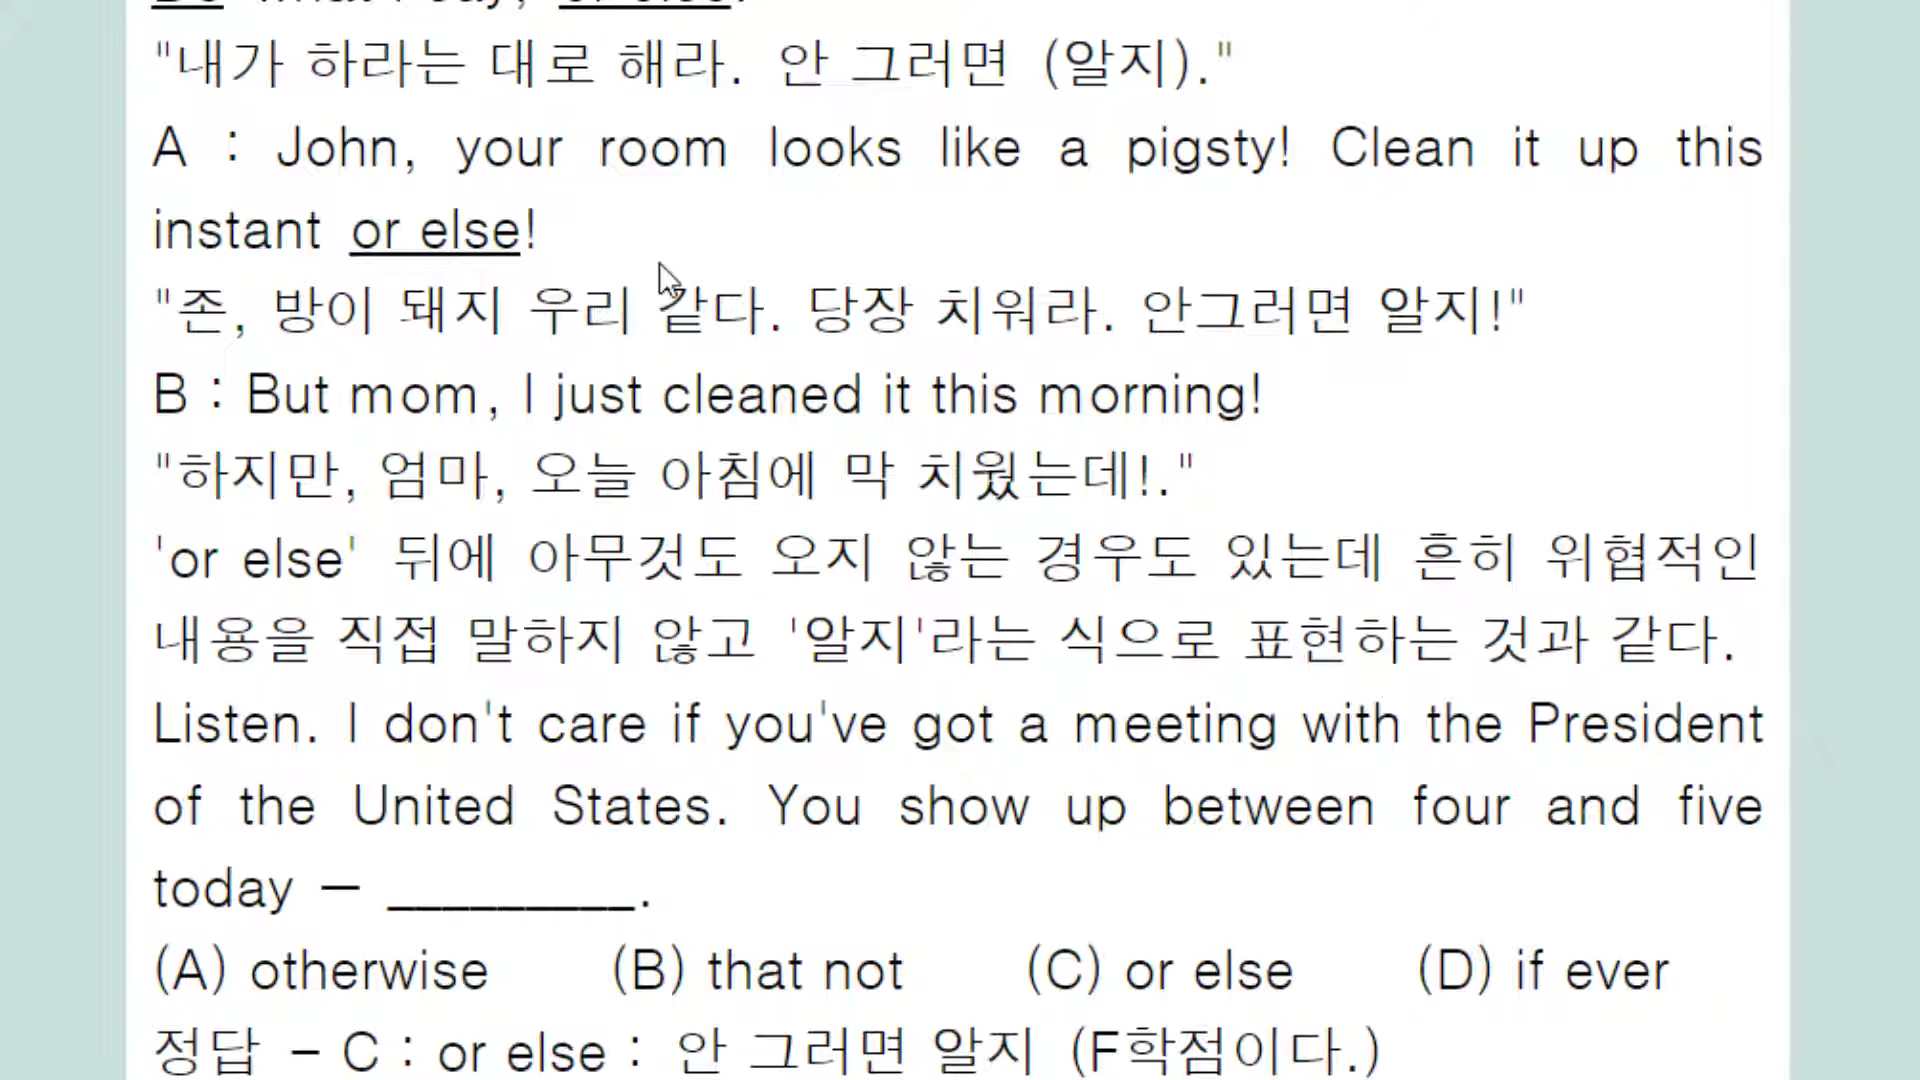 "내가 하라는 대로 해라. 안 그러면 (알지)."
A : John, your room looks like a pigsty! Clean it up this
instant or else!
"존, 방이 돼지 우리 같다. 당장 치워라. 안그러면 알지!"
B : But mom, I just cleaned it this morning!
"하지만, 엄마, 오늘 아침에 막 치웠는데!."
'or else' 뒤에 아무것도 오지 않는 경우도 있는데 흔히 위협적인
내용을 직접 말하지 않고 '알지'라는 식으로 표현하는 것과 같다.
Listen. I don't care if you've got a meeting with the President
of the United States. You show up between four and five
today – _________.
(A) otherwise (B) that not (C) or else (D) if ever
정답 – C : or else : 안 그러면 알지 (F학점이다.)